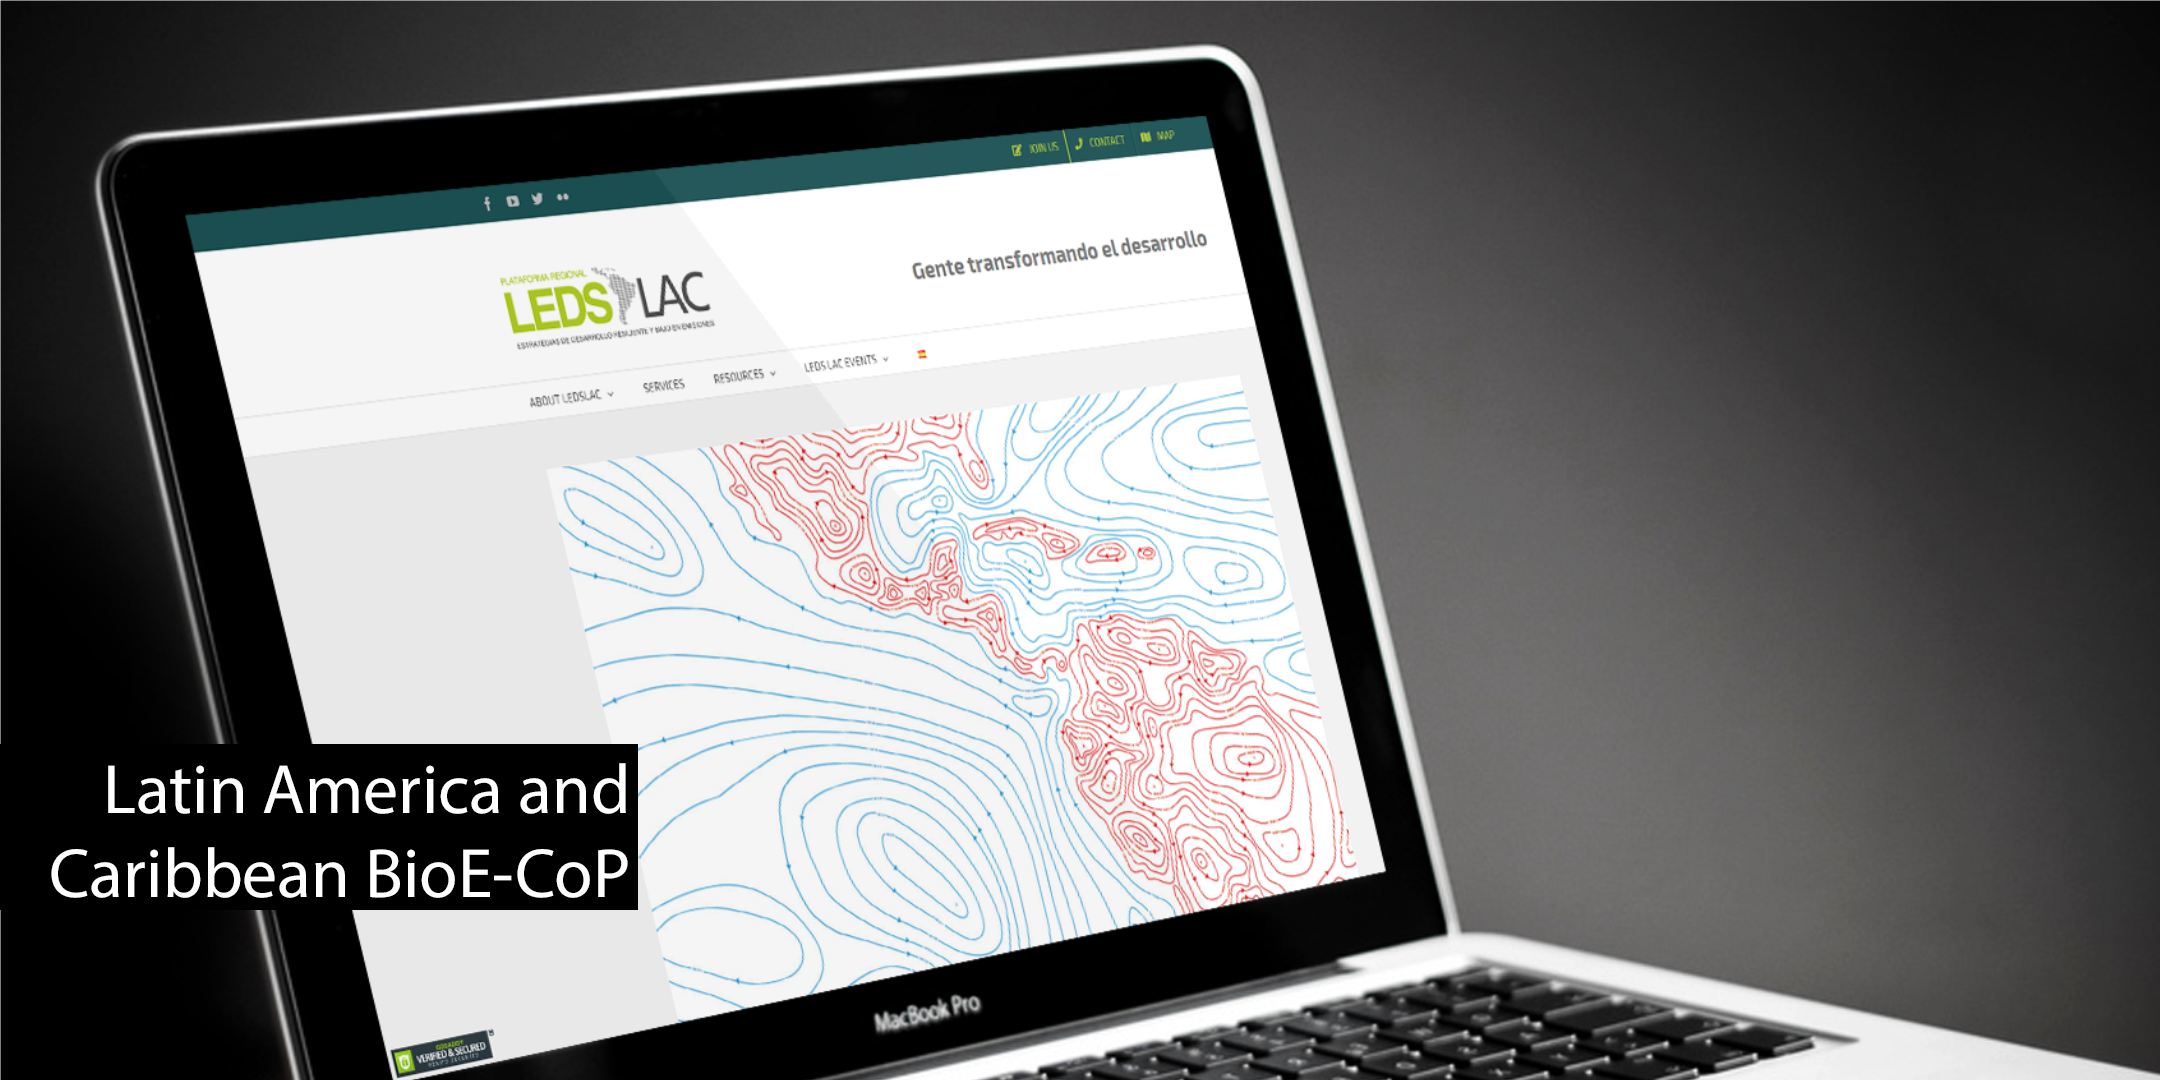 JOIN US
CONTACT
MAP
Gente transformando el desarrollo
PLATAFORMA REGIONAL
LEDS LAC
ESTRATEGIAS DE DESARROLLO RESILIENTE Y BAJO EN EMISIONES
ABOUT LEDSLAC
SERVICES
RESOURCES
LEDS LAC EVENTS
Latin America and
Caribbean BioE-CoP
MacBook Pro
GODADDY
VERIFIED & SECURED